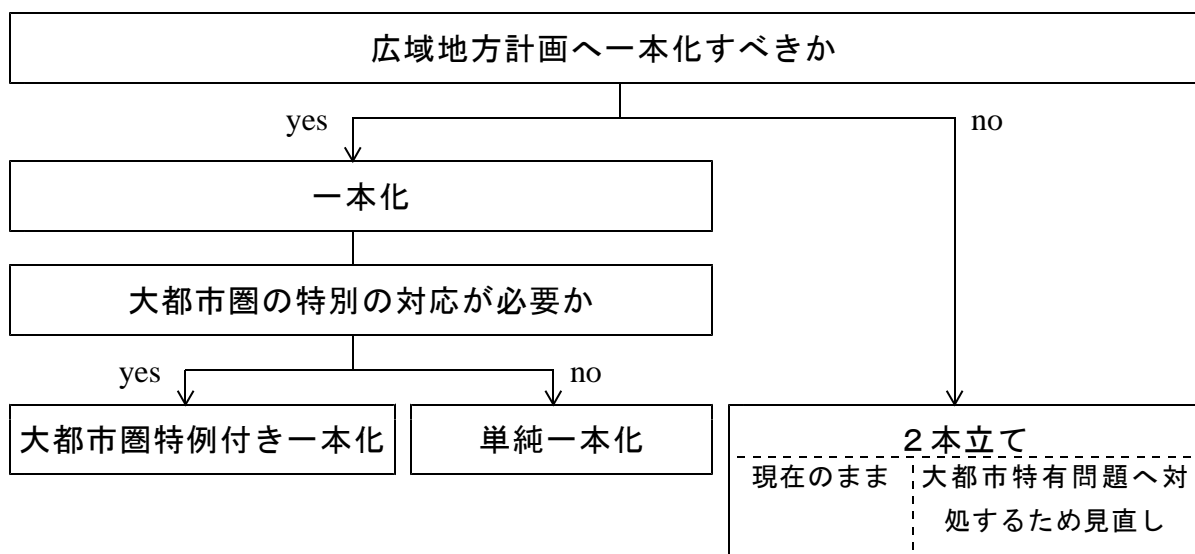 広域地方計画へ一本化すべきか
yes
no
一本化
大都市圏の特別の対応が必要か
yes
no
大都市圏特例付き一本化
単純一本化
２本立て
現在のまま
大都市特有問題へ対
処するため見直し